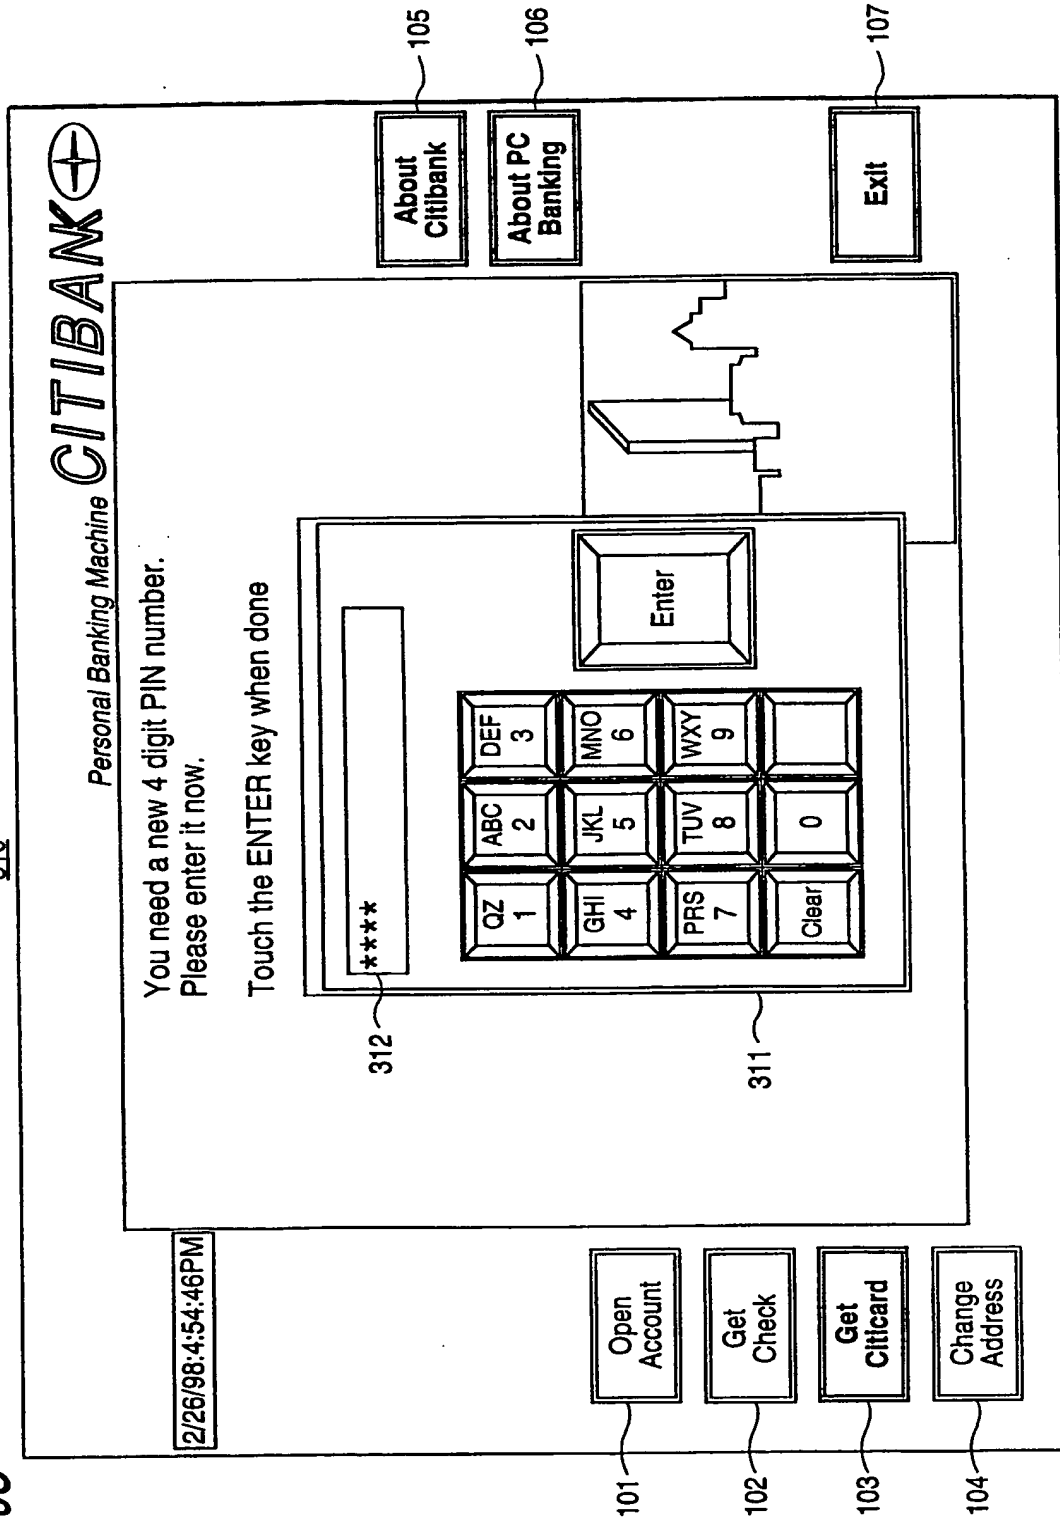 Personal Banking Machine CITIBANK
2/26/98:4:54:46PM
You need a new 4 digit PIN number.
Please enter it now.
Touch the ENTER key when done
312
****
QZ
1
ABC
2
DEF
3
GHI
4
JKL
5
MNO
6
PRS
7
TUV
8
WXY
9
Clear
0
Enter
311
Open
Account
101
Get
Check
102
Get
Citicard
103
Change
Address
104
About
Citibank
105
About PC
Banking
106
Exit
107